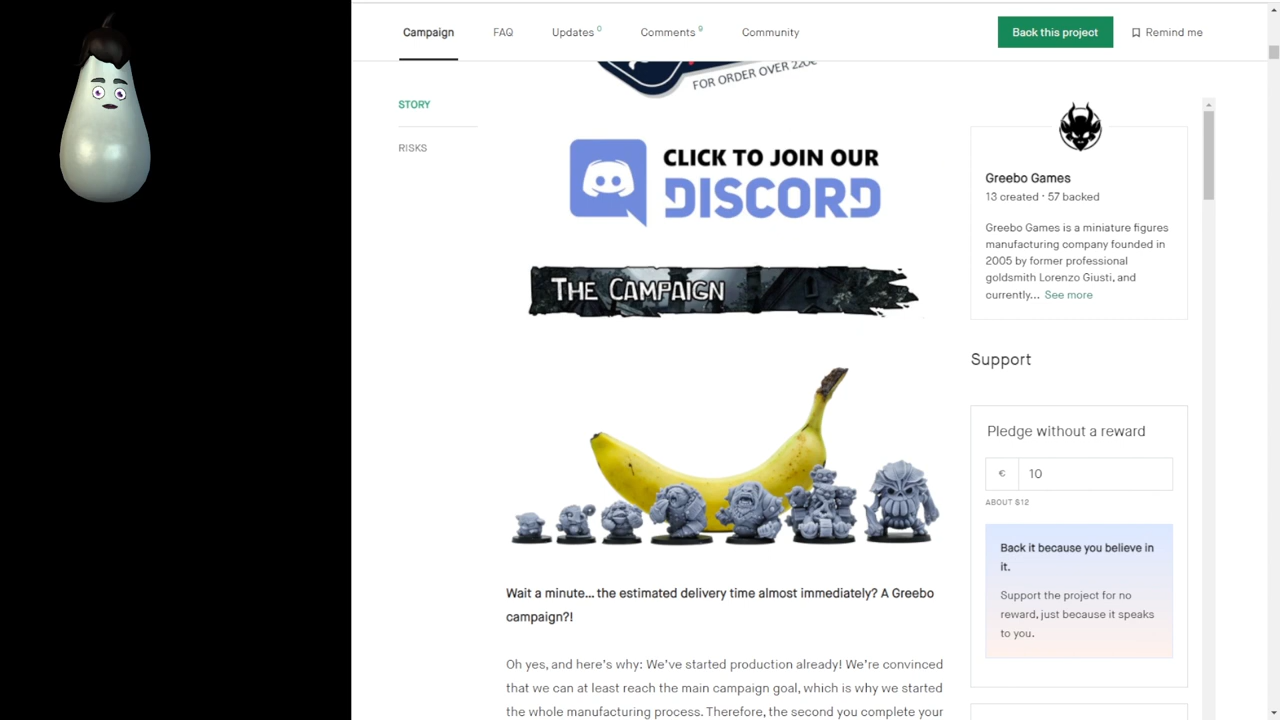 Campaign
FAQ
Updates 0
Comments 9
Community
Back this project
Remind me
FOR ORDER OVER 220€
STORY
RISKS
CLICK TO JOIN OUR
DISCORD
THE CAMPAIGN
Wait a minute... the estimated delivery time almost immediately? A Greebo
campaign?!
Oh yes, and here's why: We've started production already! We're convinced
that we can at least reach the main campaign goal, which is why we started
the whole manufacturing process. Therefore, the second you complete your
Greebo Games
13 created · 57 backed
Greebo Games is a miniature figures
manufacturing company founded in
2005 by former professional
goldsmith Lorenzo Giusti, and
currently... See more
Support
Pledge without a reward
€ 10
ABOUT $12
Back it because you believe in
it.
Support the project for no
reward, just because it speaks
to you.